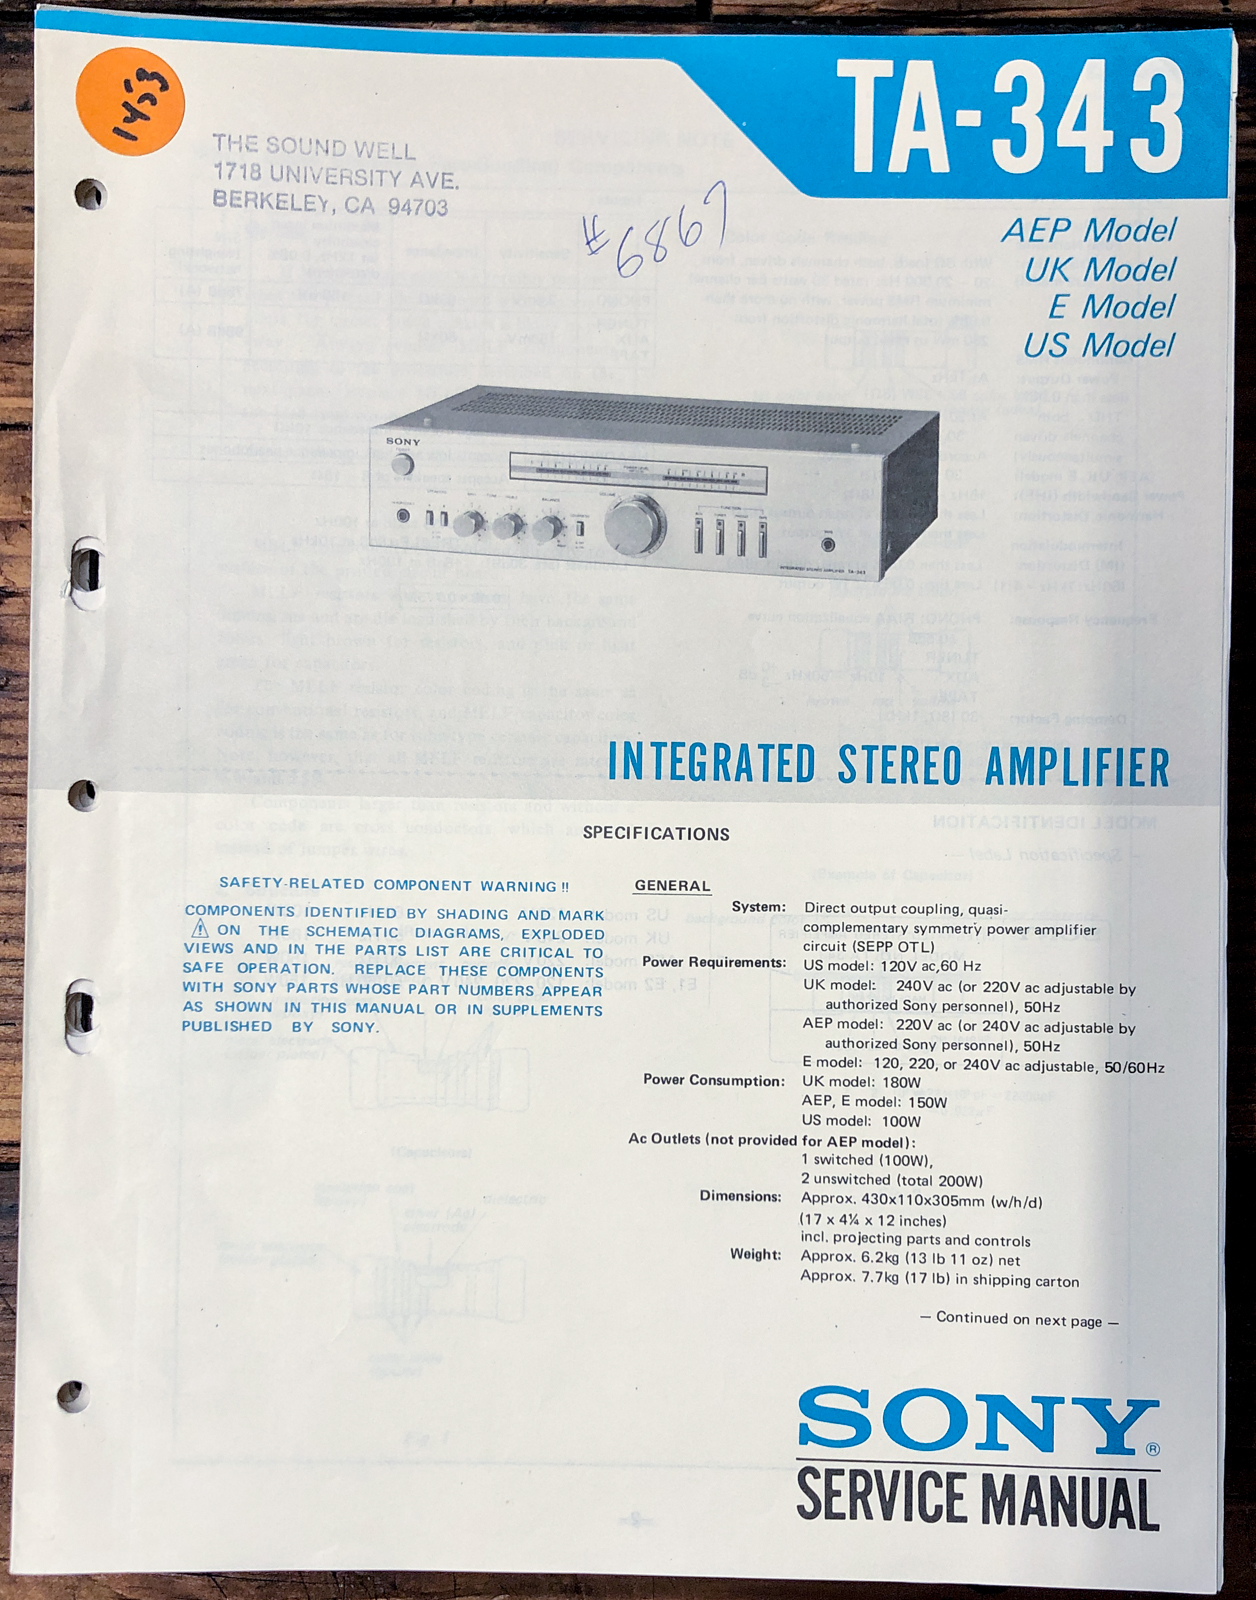 TA-343
1453
THE SOUND WELL
1718 UNIVERSITY AVE.
BERKELEY, CA 94703
#9867
AEP Model
UK Model
E Model
US Model
SONY
INTEGRATED STEREO AMPLIFIER TA-343
INTEGRATED STEREO AMPLIFIER
SPECIFICATIONS
SAFETY-RELATED COMPONENT WARNING !!
COMPONENTS IDENTIFIED BY SHADING AND MARK
⚠ ON THE SCHEMATIC DIAGRAMS, EXPLODED
VIEWS AND IN THE PARTS LIST ARE CRITICAL TO
SAFE OPERATION. REPLACE THESE COMPONENTS
WITH SONY PARTS WHOSE PART NUMBERS APPEAR
AS SHOWN IN THIS MANUAL OR IN SUPPLEMENTS
PUBLISHED BY SONY.
GENERAL
System: Direct output coupling, quasi-
complementary symmetry power amplifier
circuit (SEPP OTL)
Power Requirements: US model: 120V ac,60 Hz
UK model: 240V ac (or 220V ac adjustable by
authorized Sony personnel), 50Hz
AEP model: 220V ac (or 240V ac adjustable by
authorized Sony personnel), 50Hz
E model: 120, 220, or 240V ac adjustable, 50/60Hz
Power Consumption: UK model: 180W
AEP, E model: 150W
US model: 100W
Ac Outlets (not provided for AEP model):
1 switched (100W),
2 unswitched (total 200W)
Dimensions: Approx. 430x110x305mm (w/h/d)
(17 x 4¼ x 12 inches)
incl. projecting parts and controls
Weight: Approx. 6.2kg (13 lb 11 oz) net
Approx. 7.7kg (17 lb) in shipping carton
— Continued on next page —
SONY®
SERVICE MANUAL